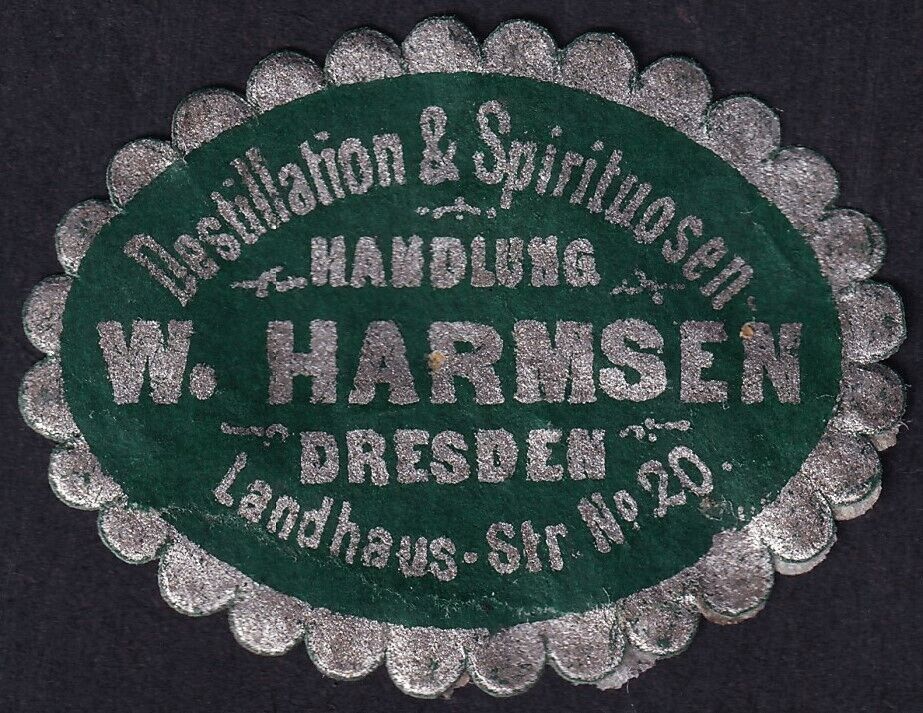 Destillation & Spirituosen
HANDLUNG
W. HARMSEN
DRESDEN
Landhaus-Str No 20.